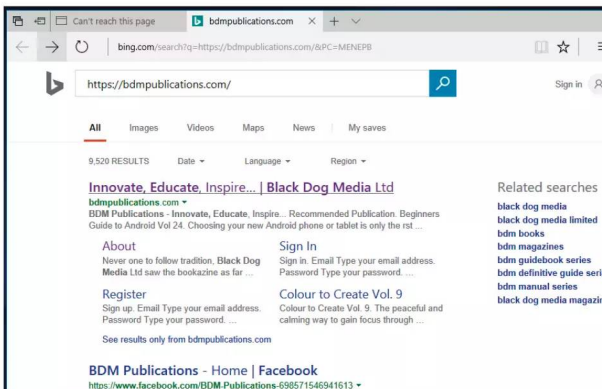 Can't reach this page
bdmpublications.com
bing.com/search?q=https://bdmpublications.com/&PC=MENEPB
https://bdmpublications.com/
Sign in
All Images Videos Maps News My saves
9,520 RESULTS Date Language Region
Innovate, Educate, Inspire... | Black Dog Media Ltd
bdmpublications.com
BDM Publications - Innovate, Educate, Inspire... Recommended Publication. Beginners
Guide to Android Vol 24. Choosing your new Android phone or tablet is only the rst ...
About
Never one to follow tradition, Black Dog
Media Ltd saw the bookazine as far ...
Sign In
Sign in. Email Type your email address.
Password Type your password. ...
Register
Sign up. Email Type your email address.
Password Type your password. ...
Colour to Create Vol. 9
Colour to Create Vol. 9. The peaceful and
calming way to gain focus through ...
See results only from bdmpublications.com
BDM Publications - Home | Facebook
https://www.facebook.com/BDM-Publications-698571546941613
Related searches
black dog media
black dog media limited
bdm books
bdm magazines
bdm guidebook series
bdm definitive guide seri
bdm manual series
black dog media magazin